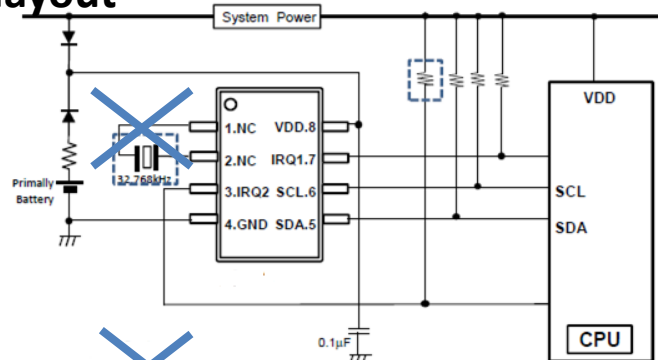 layout
System Power
VDD
1.NC VDD.8
2.NC IRQ1.7
32.768kHz
3.IRQ2 SCL.6
Primally
Battery
SCL
4.GND SDA.5
SDA
0.1µF
CPU